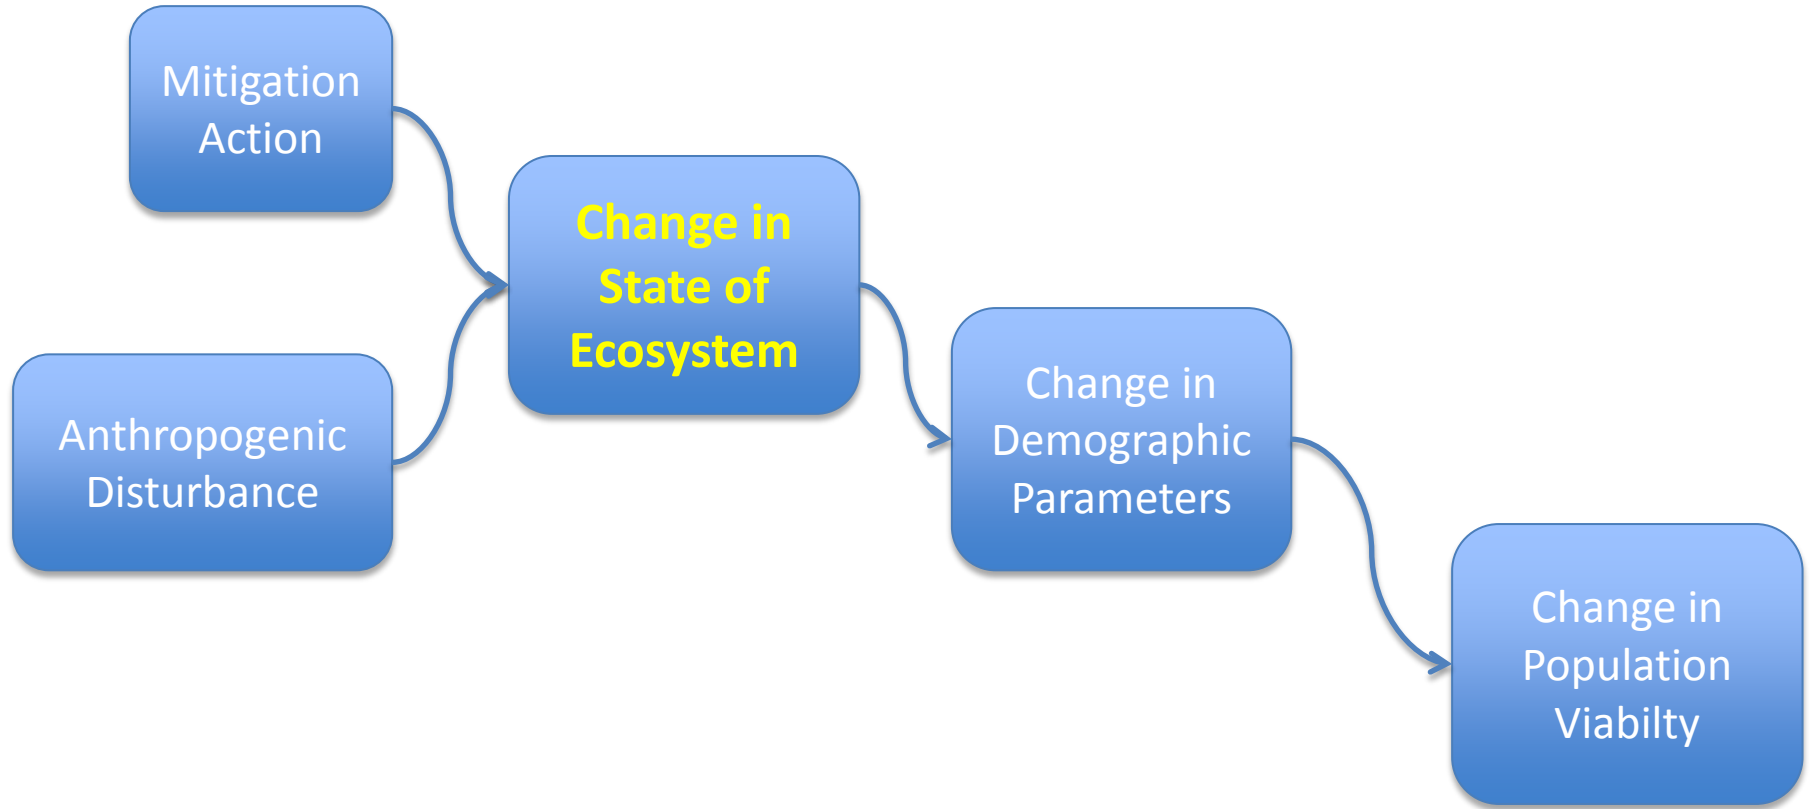 Mitigation
Action
Change in
State of
Ecosystem
Anthropogenic
Disturbance
Change in
Demographic
Parameters
Change in
Population
Viabilty